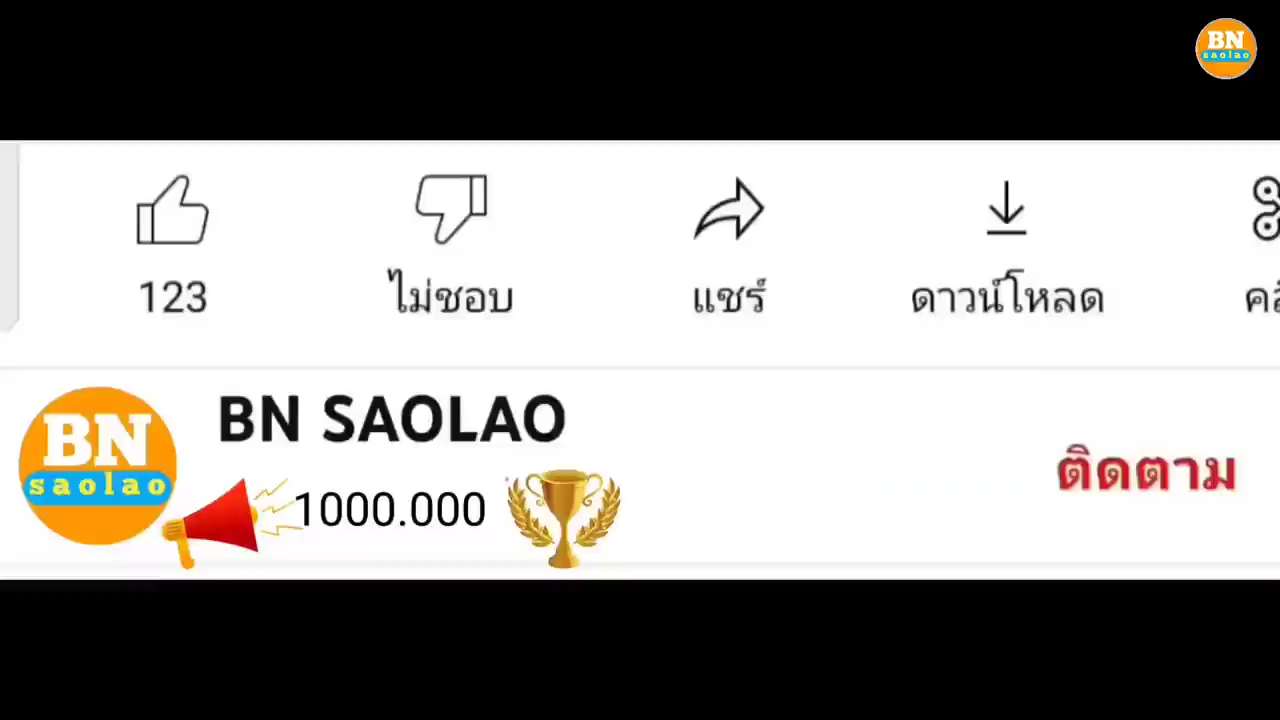 BN
saolao
123
ไม่ชอบ
แชร์
ดาวน์โหลด
BN
saolao
BN SAOLAO
1000.000
ติดตาม